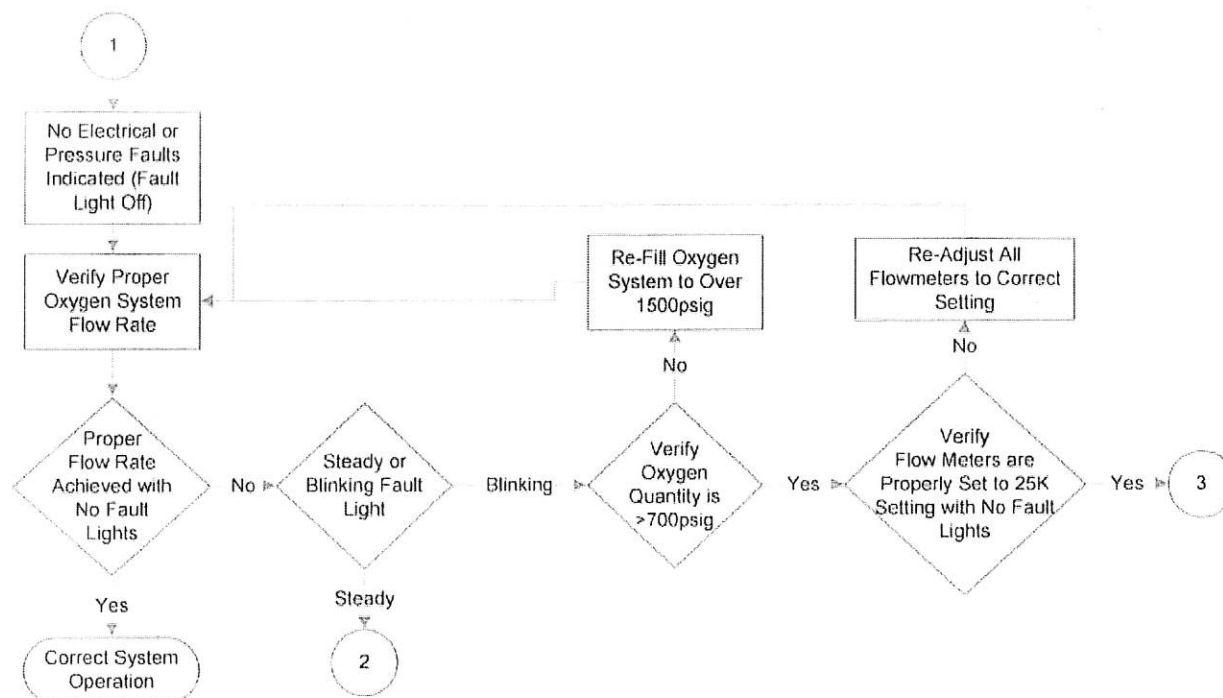 1
No Electrical or
Pressure Faults
Indicated (Fault
Light Off)
Verify Proper
Oxygen System
Flow Rate
Re-Fill Oxygen
System to Over
1500psig
Re-Adjust All
Flowmeters to Correct
Setting
No
No
Proper
Flow Rate
Achieved with
No Fault
Lights
No
Steady or
Blinking Fault
Light
Blinking
Verify
Oxygen
Quantity is
>700psig
Yes
Verify
Flow Meters are
Properly Set to 25K
Setting with No Fault
Lights
Yes
3
Yes
Steady
Correct System
Operation
2